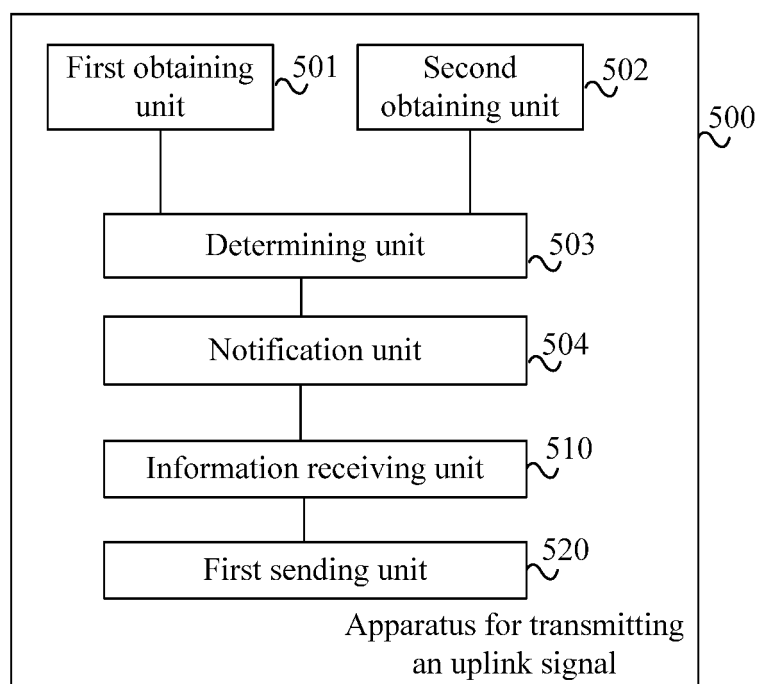 First obtaining
unit
501
Second
obtaining unit
502
500
Determining unit
503
Notification unit
504
Information receiving unit
510
First sending unit
520
Apparatus for transmitting
an uplink signal